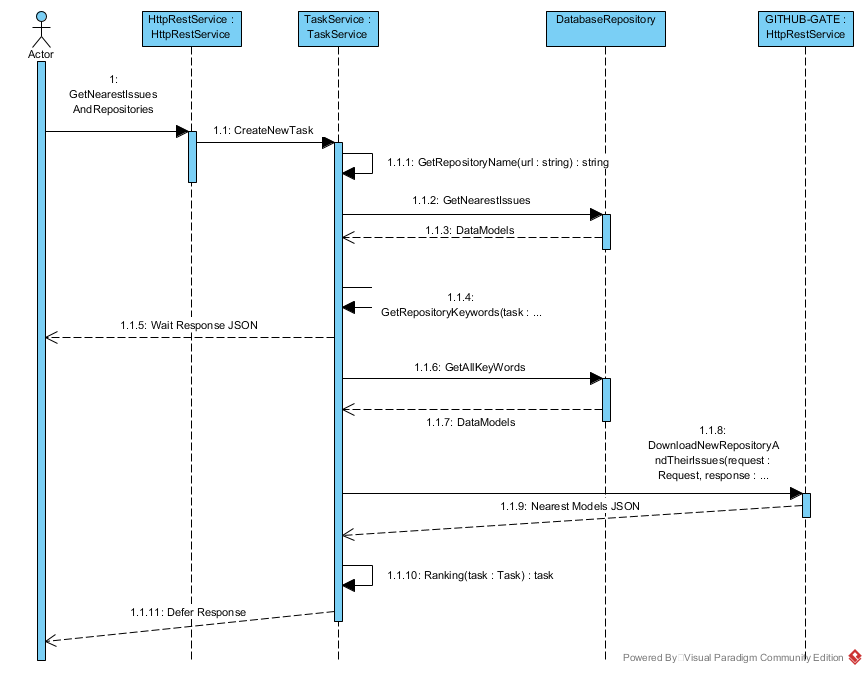 HttpRestService :
HttpRestService
TaskService :
TaskService
DatabaseRepository
GITHUB-GATE :
HttpRestService
Actor
1:
GetNearestIssues
AndRepositories
1.1: CreateNewTask
1.1.1: GetRepositoryName(url : string) : string
1.1.2: GetNearestIssues
1.1.3: DataModels
1.1.4:
GetRepositoryKeywords(task : ...
1.1.5: Wait Response JSON
1.1.6: GetAllKeyWords
1.1.7: DataModels
1.1.8:
DownloadNewRepositoryA
ndTheirIssues(request :
Request, response : ...
1.1.9: Nearest Models JSON
1.1.10: Ranking(task : Task) : task
1.1.11: Defer Response
Powered By Visual Paradigm Community Edition